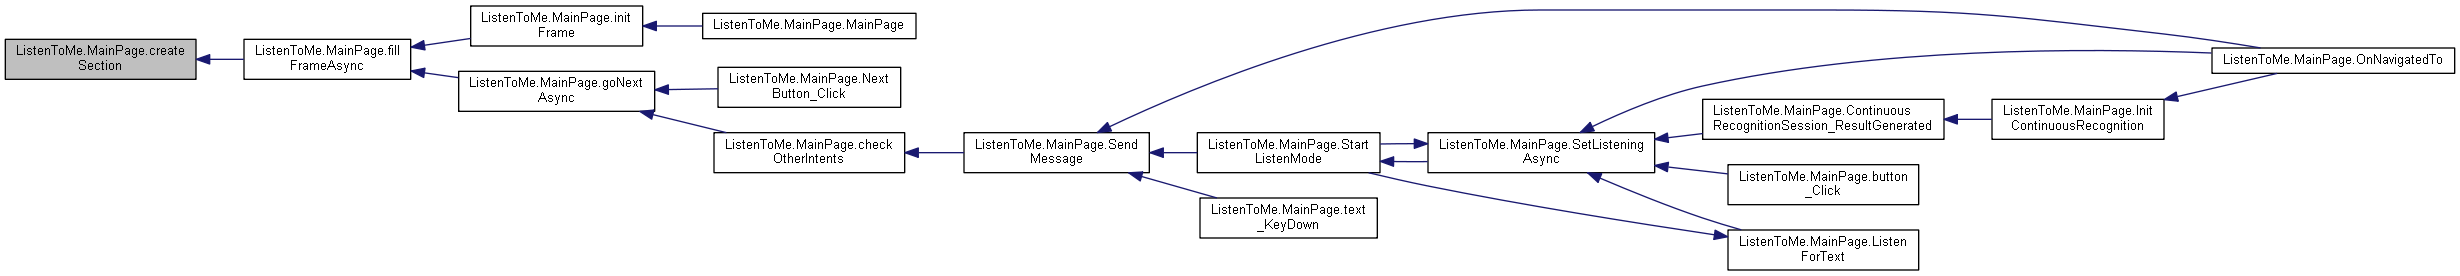 ListenToMe.MainPage.create
Section
ListenToMe.MainPage.fill
FrameAsync
ListenToMe.MainPage.init
Frame
ListenToMe.MainPage.MainPage
ListenToMe.MainPage.goNext
Async
ListenToMe.MainPage.Next
Button_Click
ListenToMe.MainPage.check
OtherIntents
ListenToMe.MainPage.Send
Message
ListenToMe.MainPage.Start
ListenMode
ListenToMe.MainPage.text
_KeyDown
ListenToMe.MainPage.SetListening
Async
ListenToMe.MainPage.OnNavigatedTo
ListenToMe.MainPage.Continuous
RecognitionSession_ResultGenerated
ListenToMe.MainPage.Init
ContinuousRecognition
ListenToMe.MainPage.button
_Click
ListenToMe.MainPage.Listen
ForText